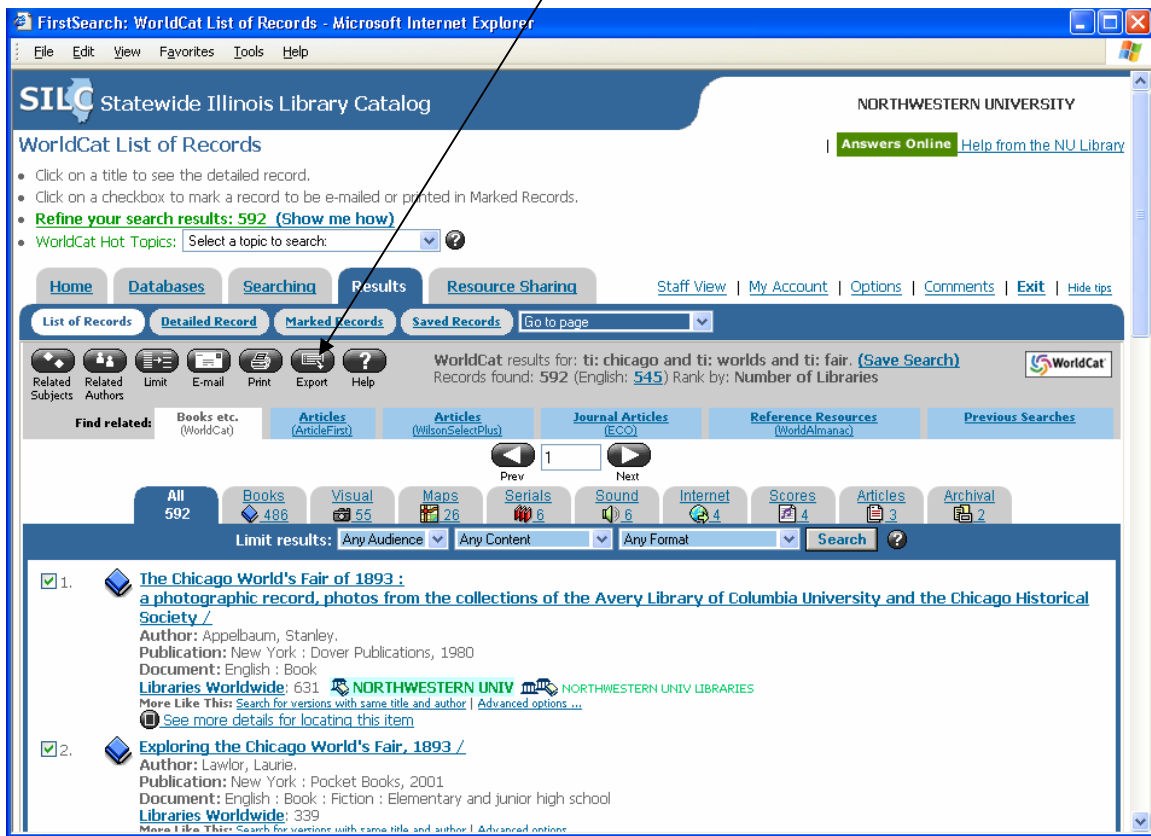 FirstSearch: WorldCat List of Records - Microsoft Internet Explorer
File Edit View Favorites Tools Help
SILC Statewide Illinois Library Catalog
NORTHWESTERN UNIVERSITY
WorldCat List of Records
| Answers Online Help from the NU Library
• Click on a title to see the detailed record.
• Click on a checkbox to mark a record to be e-mailed or printed in Marked Records.
• Refine your search results: 592 (Show me how)
• WorldCat Hot Topics: Select a topic to search: ?
Home Databases Searching Results Resource Sharing Staff View | My Account | Options | Comments | Exit | Hide tips
List of Records Detailed Record Marked Records Saved Records Go to page
Related Subjects Related Authors Limit E-mail Print Export ? Help
WorldCat results for: ti: chicago and ti: worlds and ti: fair. (Save Search)
Records found: 592 (English: 545) Rank by: Number of Libraries
WorldCat
Find related: Books etc. (WorldCat) Articles (ArticleFirst) Articles (WilsonSelectPlus) Journal Articles (ECO) Reference Resources (WorldAlmanac) Previous Searches
Prev 1 Next
All 592 Books 486 Visual 55 Maps 26 Serials 6 Sound 6 Internet 4 Scores 4 Articles 3 Archival 2
Limit results: Any Audience Any Content Any Format Search ?
1. The Chicago World's Fair of 1893 :
a photographic record, photos from the collections of the Avery Library of Columbia University and the Chicago Historical
Society /
Author: Appelbaum, Stanley.
Publication: New York : Dover Publications, 1980
Document: English : Book
Libraries Worldwide: 631 NORTHWESTERN UNIV NORTHWESTERN UNIV LIBRARIES
More Like This: Search for versions with same title and author | Advanced options ...
See more details for locating this item
2. Exploring the Chicago World's Fair, 1893 /
Author: Lawlor, Laurie.
Publication: New York : Pocket Books, 2001
Document: English : Book : Fiction : Elementary and junior high school
Libraries Worldwide: 339
More Like This: Search for versions with same title and author | Advanced options